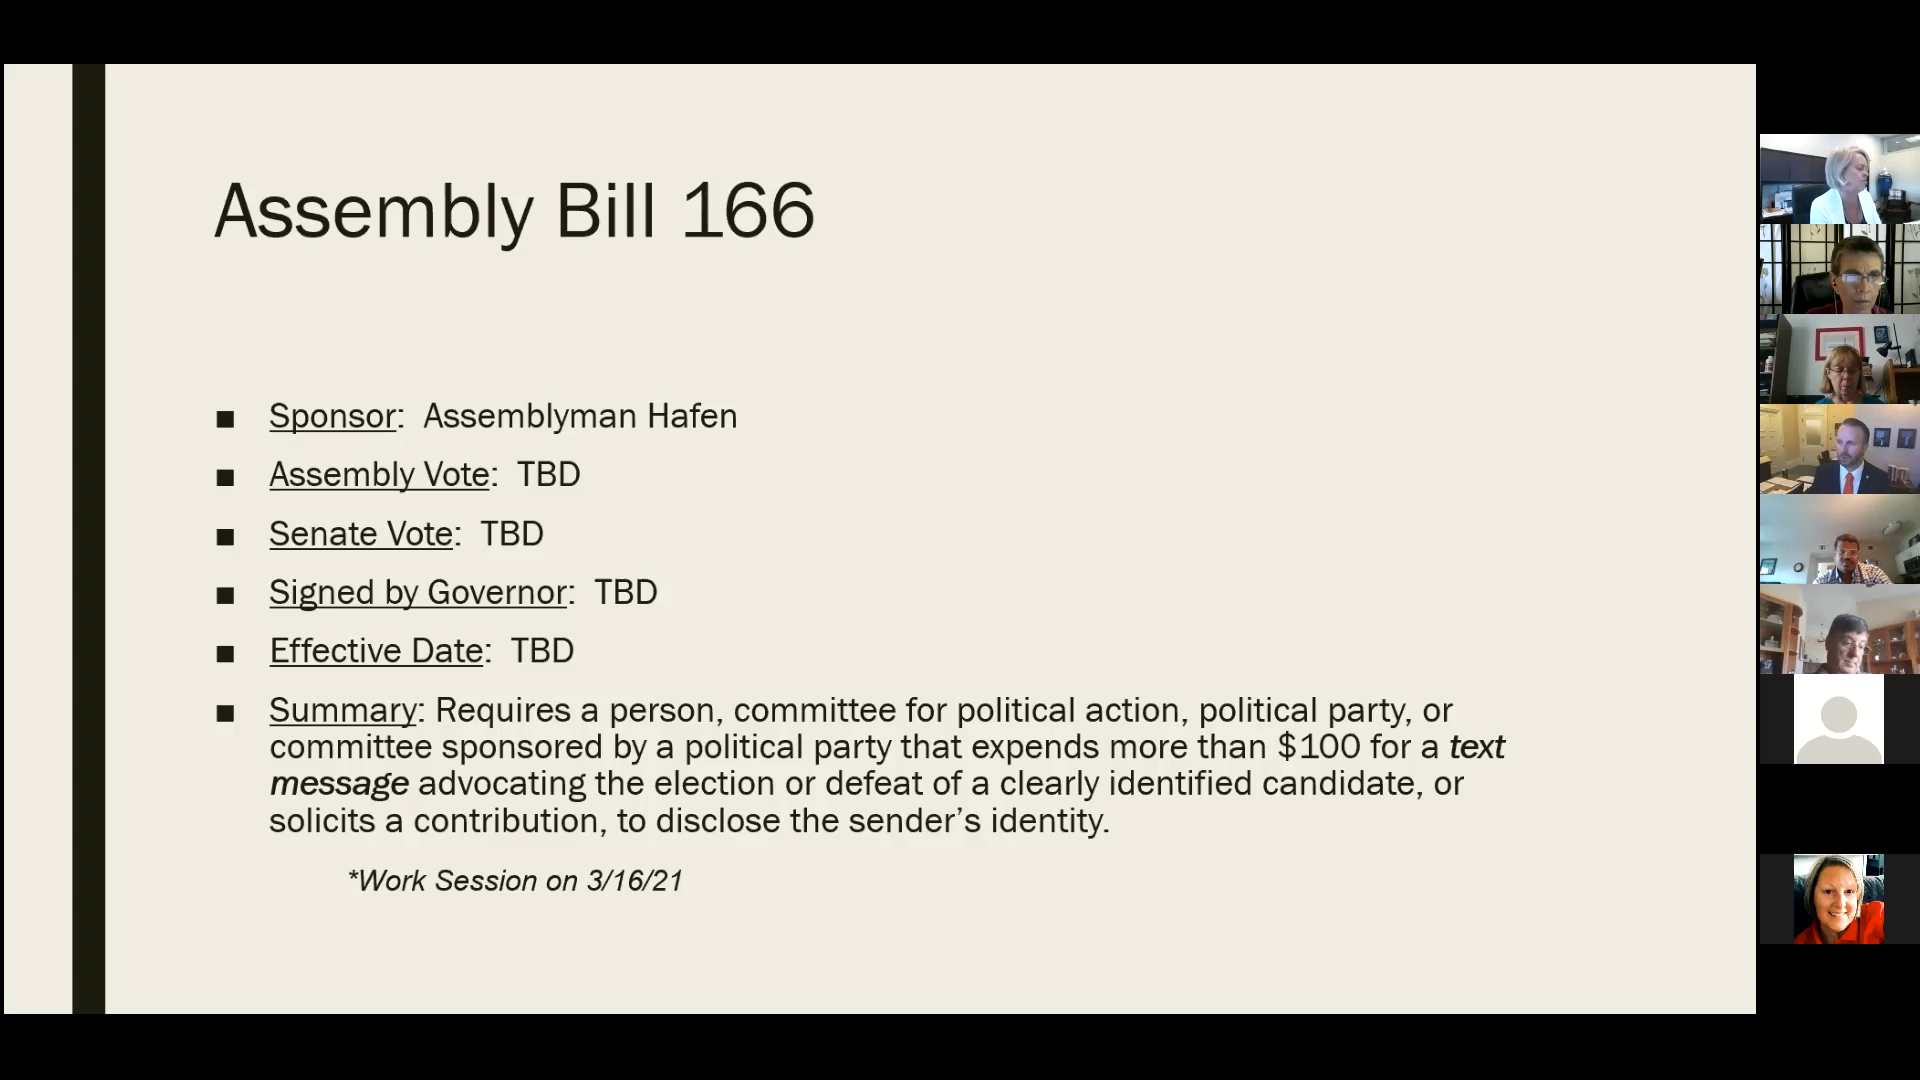 Assembly Bill 166
■ Sponsor: Assemblyman Hafen
■ Assembly Vote: TBD
■ Senate Vote: TBD
■ Signed by Governor: TBD
■ Effective Date: TBD
■ Summary: Requires a person, committee for political action, political party, or
committee sponsored by a political party that expends more than $100 for a text
message advocating the election or defeat of a clearly identified candidate, or
solicits a contribution, to disclose the sender’s identity.
*Work Session on 3/16/21